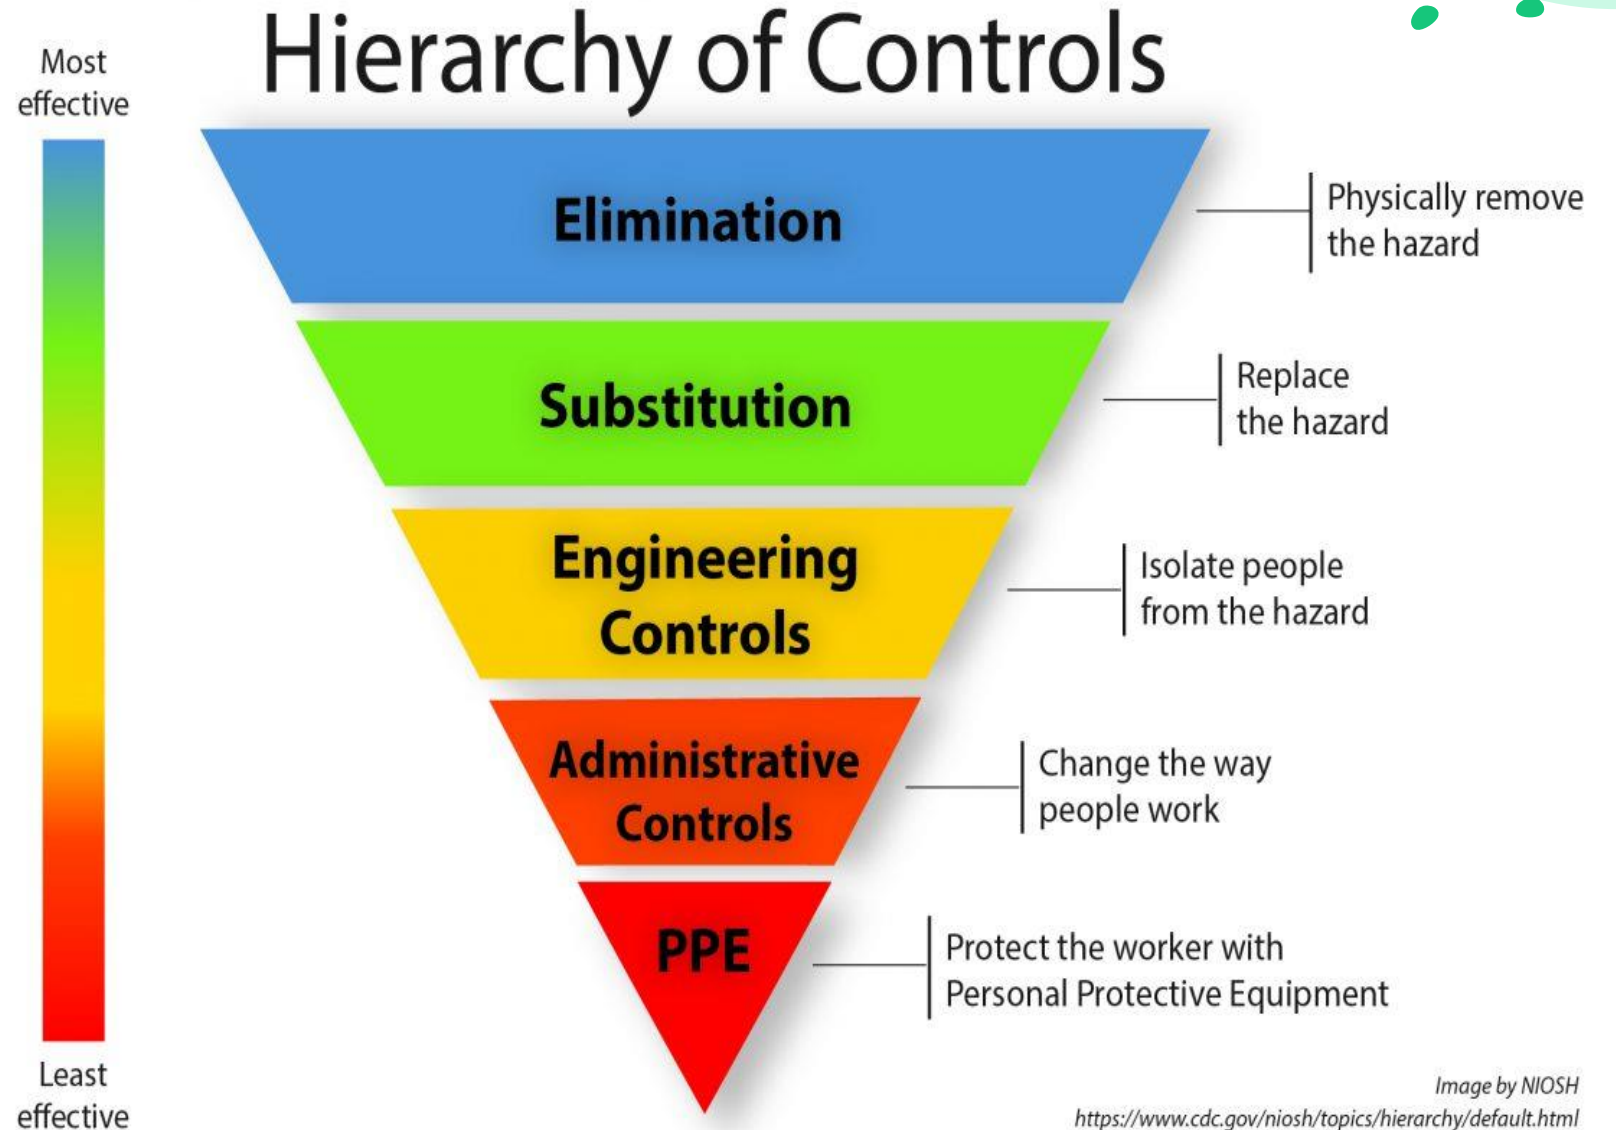 Hierarchy of Controls
Most
effective
Elimination
Physically remove
the hazard
Substitution
Replace
the hazard
Engineering
Controls
Isolate people
from the hazard
Administrative
Controls
Change the way
people work
PPE
Protect the worker with
Personal Protective Equipment
Least
effective
Image by NIOSH
https://www.cdc.gov/niosh/topics/hierarchy/default.html